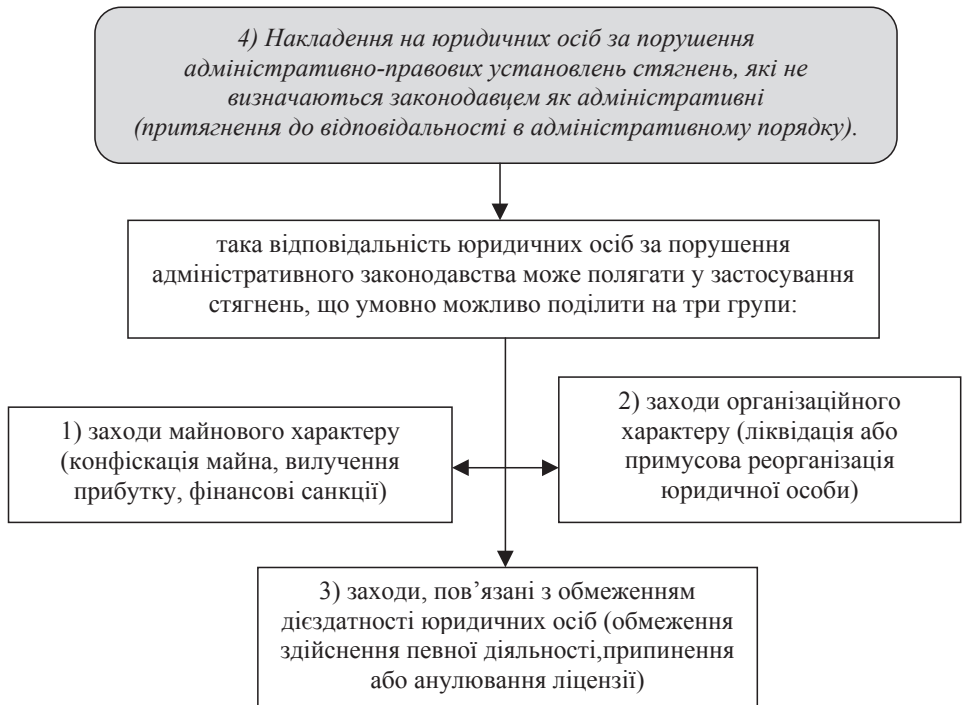 4) Накладення на юридичних осіб за порушення
адміністративно-правових установлень стягнень, які не
визначаються законодавцем як адміністративні
(притягнення до відповідальності в адміністративному порядку).
така відповідальність юридичних осіб за порушення
адміністративного законодавства може полягати у застосування
стягнень, що умовно можливо поділити на три групи:
1) заходи майнового характеру
(конфіскація майна, вилучення
прибутку, фінансові санкції)
2) заходи організаційного
характеру (ліквідація або
примусова реорганізація
юридичної особи)
3) заходи, пов’язані з обмеженням
дієздатності юридичних осіб (обмеження
здійснення певної діяльності,припинення
або анулювання ліцензії)